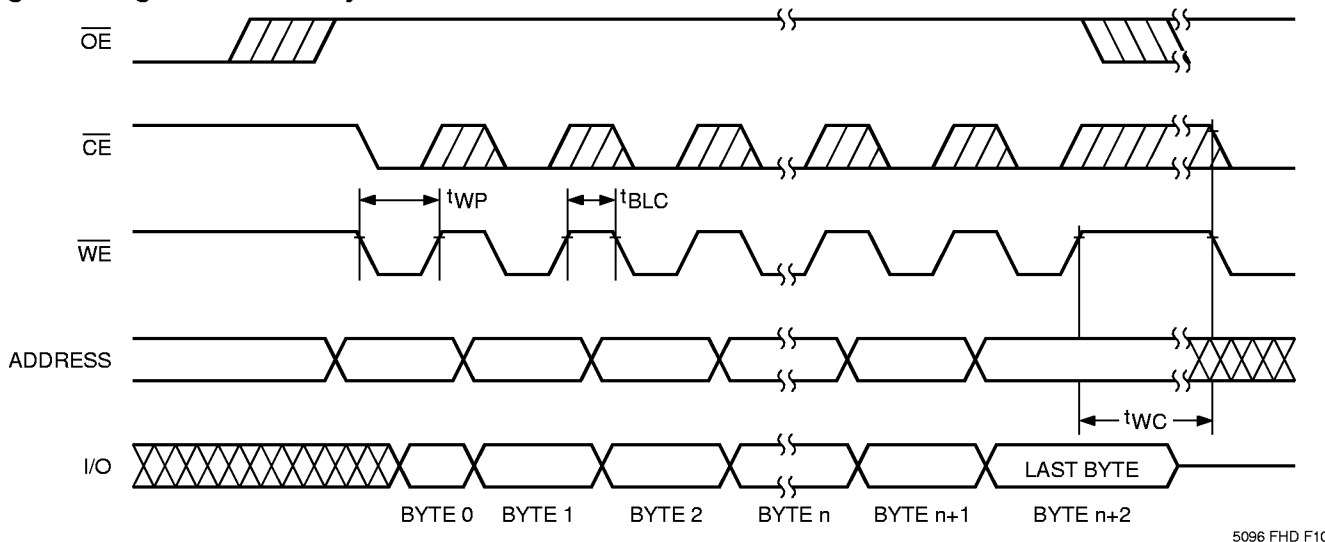 OE
CE
tWP
tBLC
WE
ADDRESS
tWC
I/O
LAST BYTE
BYTE 0 BYTE 1 BYTE 2 BYTE n BYTE n+1 BYTE n+2
5096 FHD F10